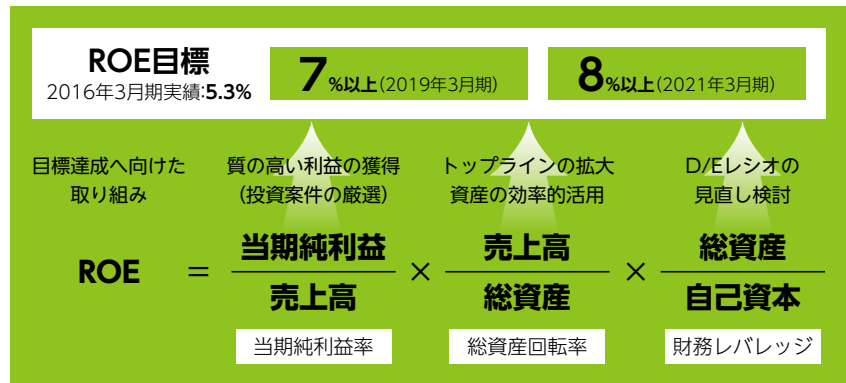 ROE目標
2016年3月期実績:5.3%
7%以上(2019年3月期)
8%以上(2021年3月期)
目標達成へ向けた
取り組み
質の高い利益の獲得
(投資案件の厳選)
トップラインの拡大
資産の効率的活用
D/Eレシオの
見直し検討
ROE = 当期純利益 / 売上高 × 売上高 / 総資産 × 総資産 / 自己資本
当期純利益率
総資産回転率
財務レバレッジ